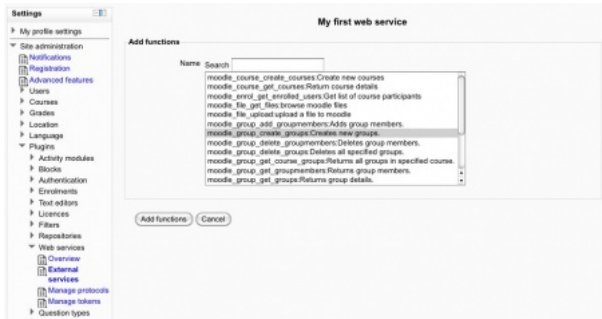 Settings
My profile settings
Site administration
Notifications
Registration
Advanced features
Users
Courses
Grades
Location
Language
Plugins
Activity modules
Blocks
Authentication
Enrolments
Text editors
Licences
Filters
Repositories
Web services
Overview
External
services
Manage protocols
Manage tokens
Question types
My first web service
Add functions
Name Search
moodle_course_create_courses:Create new courses
moodle_course_get_courses:Return course details
moodle_enrol_get_enrolled_users:Get list of course participants
moodle_file_get_files:browse moodle files
moodle_file_upload:upload a file to moodle
moodle_group_add_groupmembers:Adds group members.
moodle_group_create_groups:Creates new groups.
moodle_group_delete_groupmembers:Deletes group members.
moodle_group_delete_groups:Deletes all specified groups.
moodle_group_get_course_groups:Returns all groups in specified course.
moodle_group_get_groupmembers:Returns group members.
moodle_group_get_groups:Returns group details.
Add functions Cancel